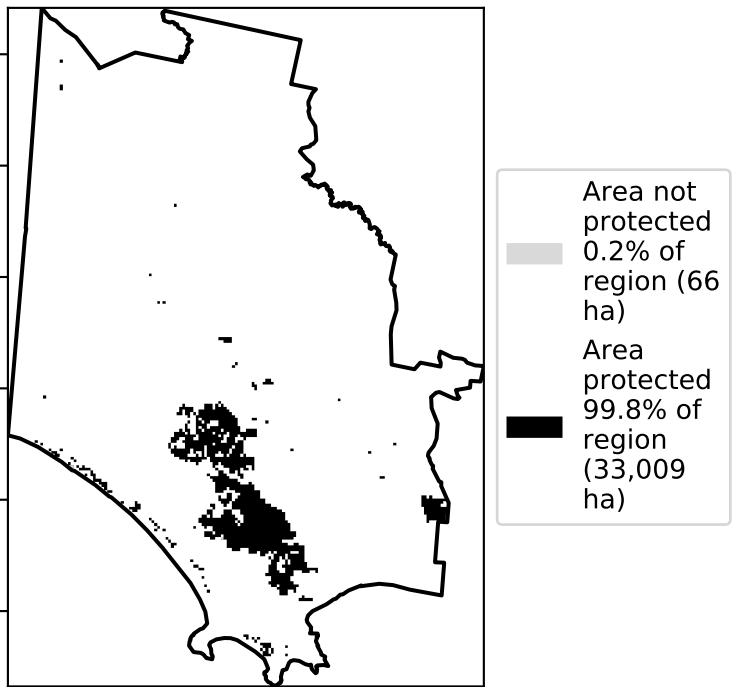 Area not
protected
0.2% of
region (66
ha)
Area
protected
99.8% of
region
(33,009
ha)